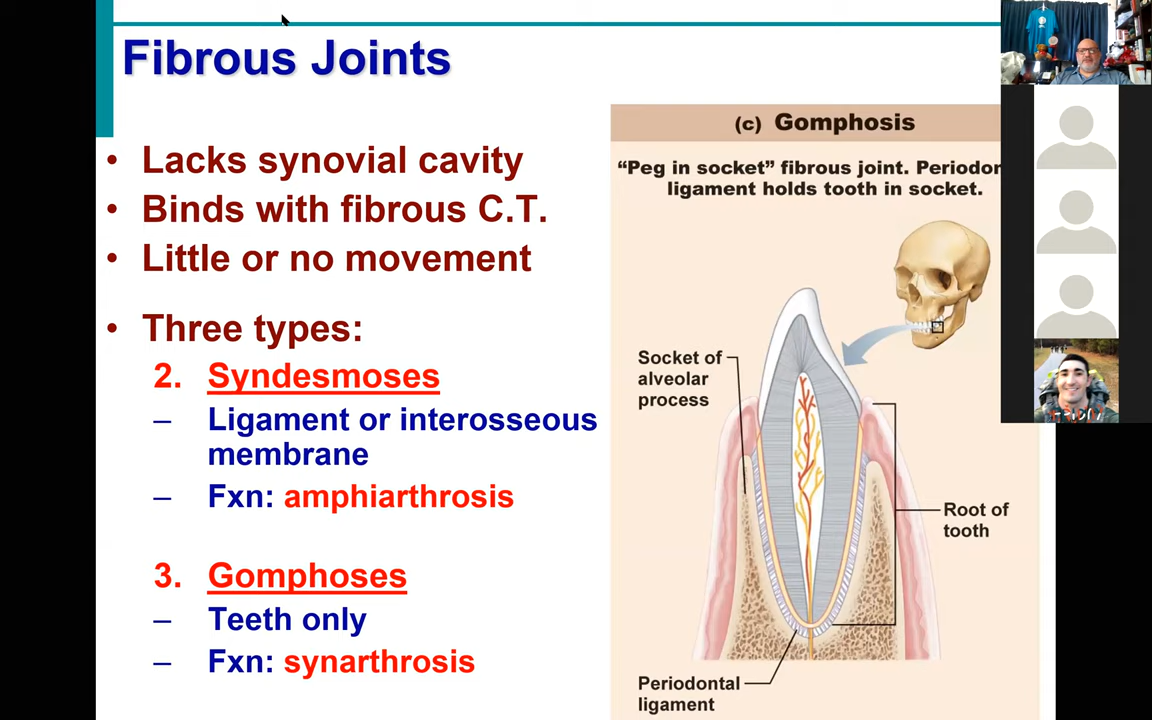 Fibrous Joints
• Lacks synovial cavity
• Binds with fibrous C.T.
• Little or no movement
• Three types:
2. Syndesmoses
– Ligament or interosseous
membrane
– Fxn: amphiarthrosis
3. Gomphoses
– Teeth only
– Fxn: synarthrosis
(c) Gomphosis
“Peg in socket” fibrous joint. Periodon
ligament holds tooth in socket.
Socket of
alveolar
process
Root of
tooth
Periodontal
ligament